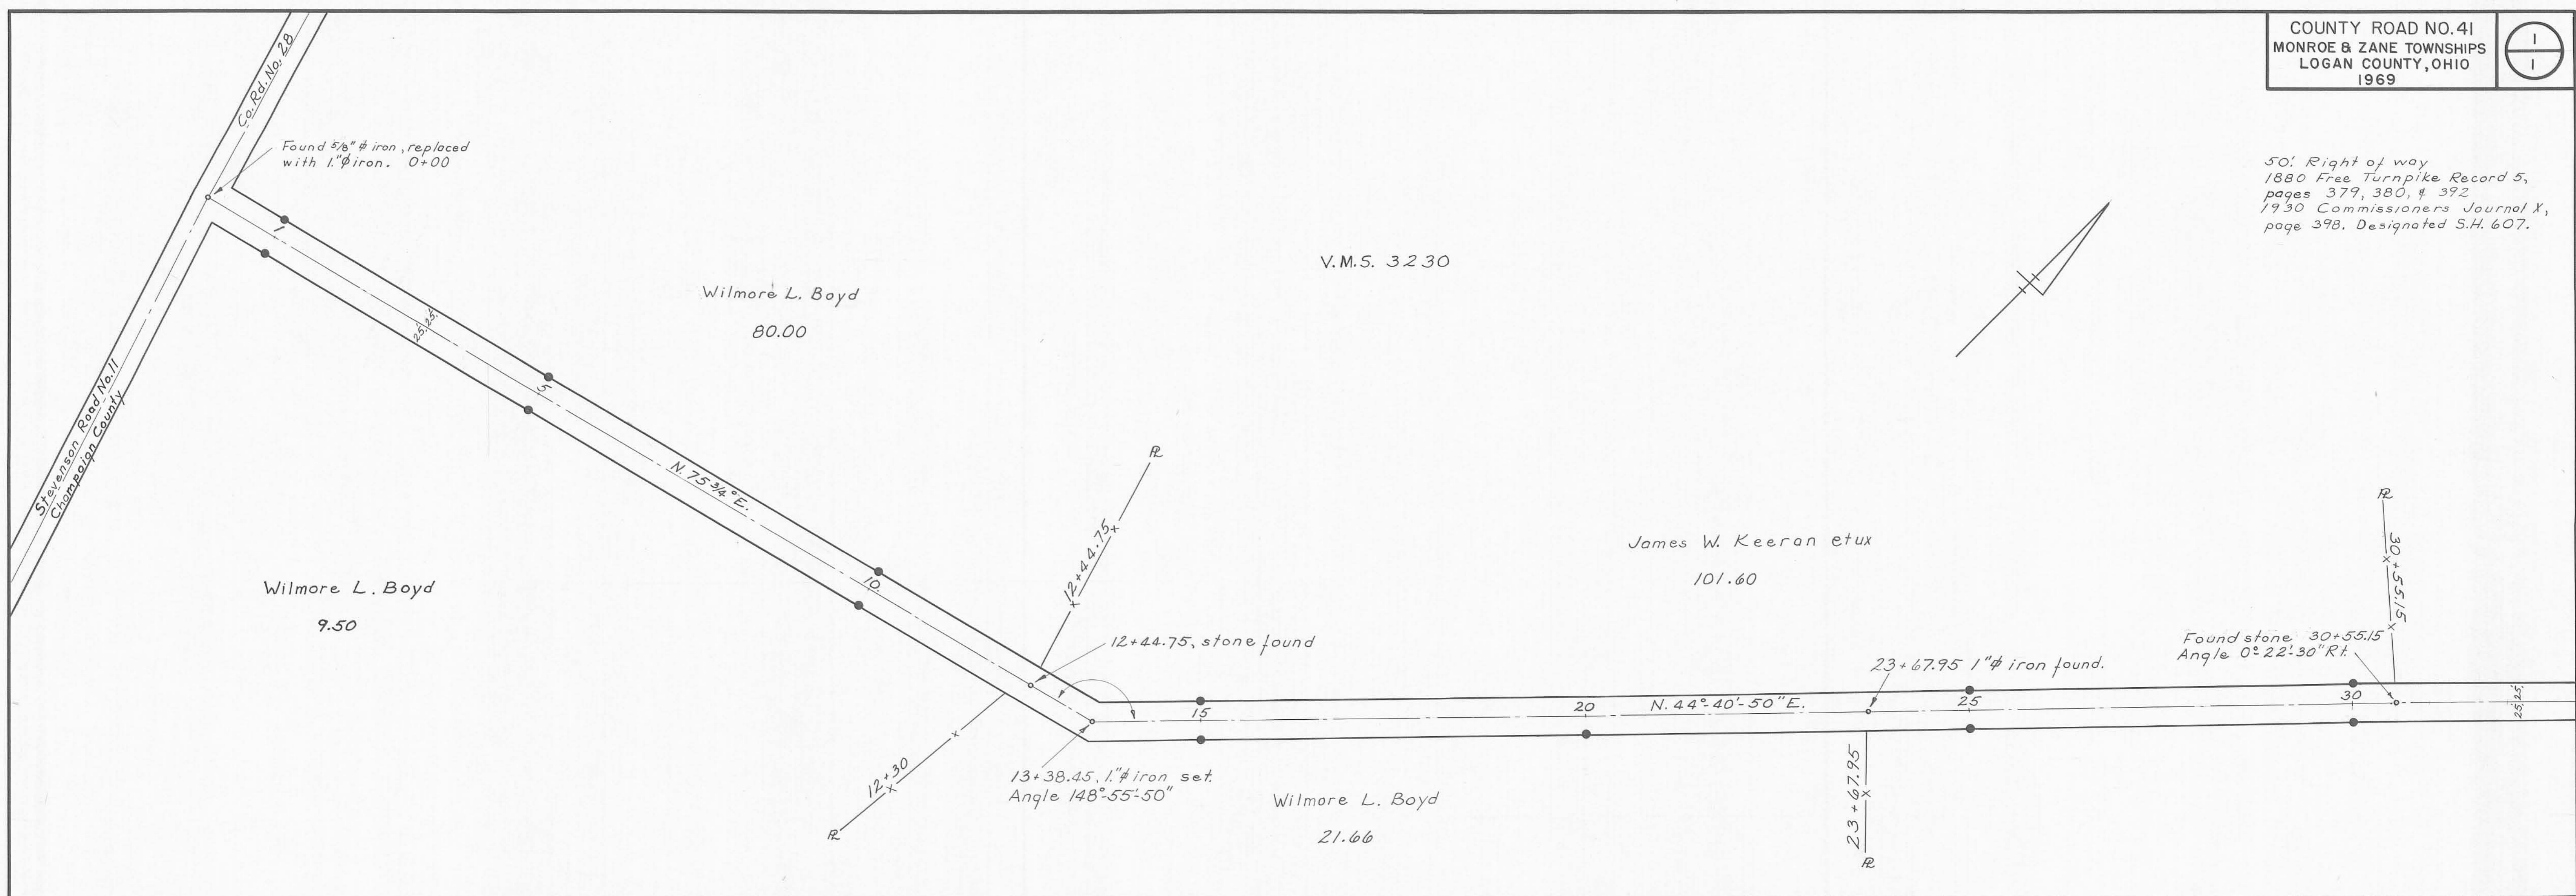 COUNTY ROAD NO. 41
MONROE & ZANE TOWNSHIPS
LOGAN COUNTY, OHIO
1969
1
1
50' Right of way
1880 Free Turnpike Record 5,
pages 379, 380, & 392
1930 Commissioners Journal X,
page 398. Designated S.H. 607.
Co. Rd. No. 28
Found 5/8" ϕ iron, replaced
with 1" ϕ iron. 0+00
1
25' 25'
Wilmore L. Boyd
80.00
V.M.S. 3230
Stevenson Road No. 11
Champaign County
5
N. 75 3/4° E.
Wilmore L. Boyd
9.50
10
PL
12+44.75
12+44.75, stone found
James W. Keeran etux
101.60
PL
30+55.15
Found stone 30+55.15
Angle 0°-22'-30" Rt.
23+67.95 1" ϕ iron found.
15
20
N. 44°-40'-50" E.
25
30
25' 25'
12+30
PL
13+38.45, 1" ϕ iron set.
Angle 148°-55'-50"
Wilmore L. Boyd
21.66
23+67.95
PL